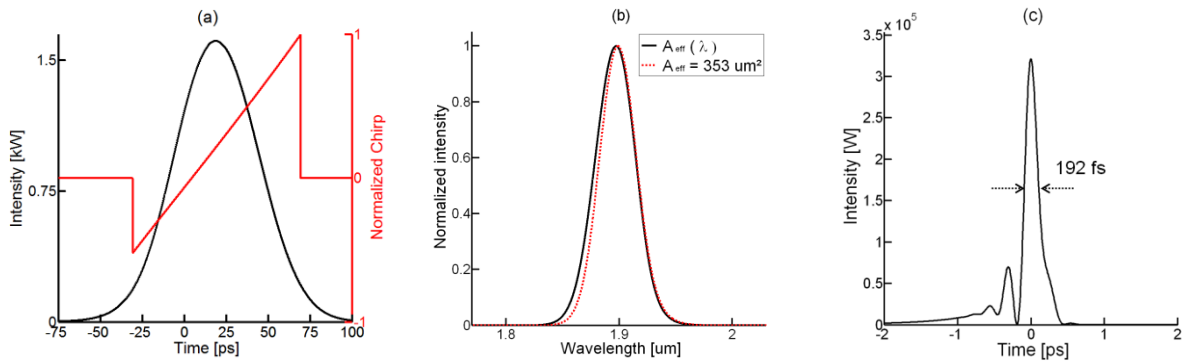 (a)
1.5
0.75
0
Intensity [kW]
-75 -50 -25 0 25 50 75 100
Time [ps]
1
0
-1
Normalized Chirp
(b)
A eff ( λ )
A eff = 353 um²
1
0.8
0.6
0.4
0.2
0
Normalized intensity
1.8 1.9 2
Wavelength [um]
(c)
x 10⁵
4
3.5
3
2.5
2
1.5
1
0.5
0
Intensity [W]
192 fs
-2 -1 0 1 2
Time [ps]